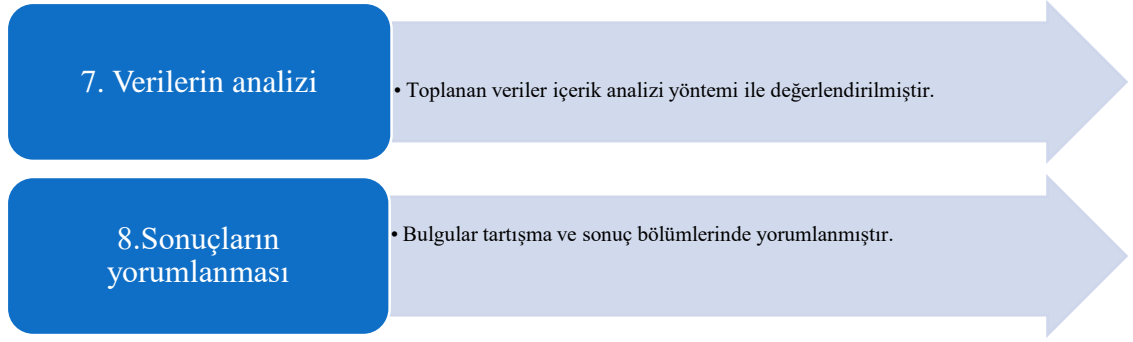 7. Verilerin analizi
• Toplanan veriler içerik analizi yöntemi ile değerlendirilmiştir.
8.Sonuçların
yorumlanması
• Bulgular tartışma ve sonuç bölümlerinde yorumlanmıştır.